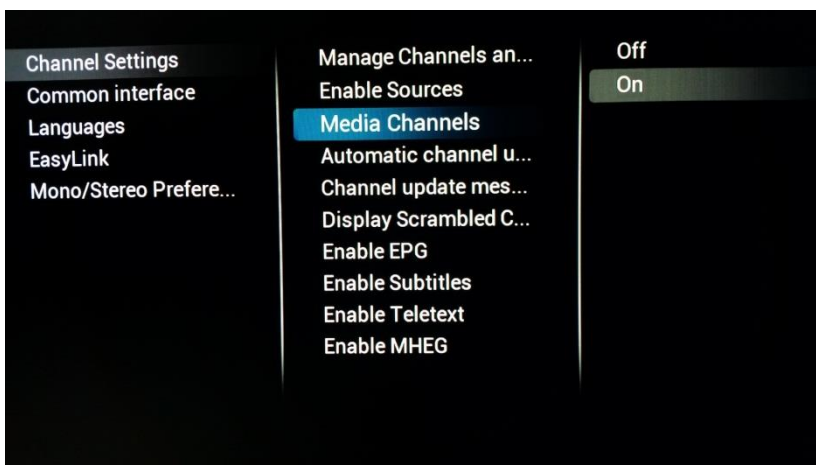 Channel Settings
Common interface
Languages
EasyLink
Mono/Stereo Prefere...
Manage Channels an...
Enable Sources
Media Channels
Automatic channel u...
Channel update mes...
Display Scrambled C...
Enable EPG
Enable Subtitles
Enable Teletext
Enable MHEG
Off
On